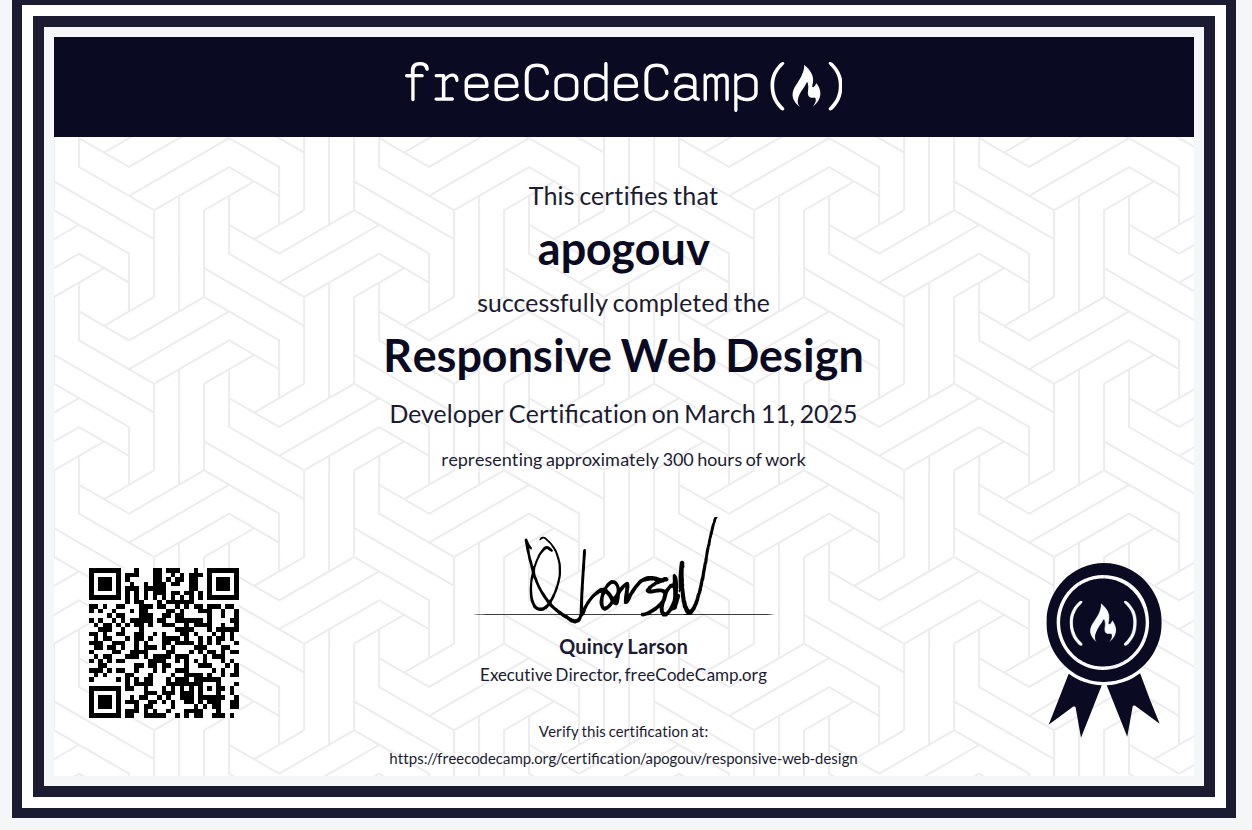 freeCodeCamp
This certifies that
apogouv
successfully completed the
Responsive Web Design
Developer Certification on March 11, 2025
representing approximately 300 hours of work
Quincy Larson
Executive Director, freeCodeCamp.org
Verify this certification at:
https://freecodecamp.org/certification/apogouv/responsive-web-design